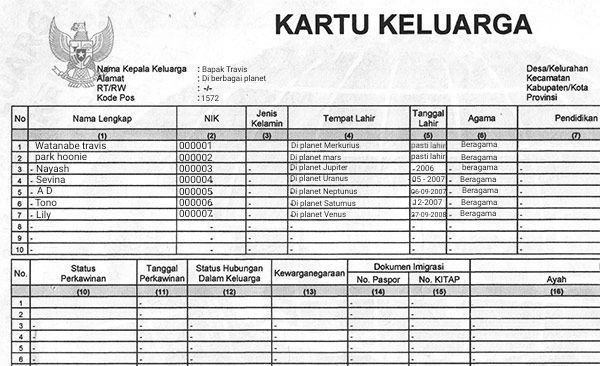 KARTU KELUARGA
Nama Kepala Keluarga : Bapak Travis
Alamat : Di berbagai planet
RT/RW : -/-
Kode Pos : 1572
Desa/Kelurahan
Kecamatan
Kabupaten/Kota
Provinsi
No Nama Lengkap NIK Jenis Kelamin Tempat Lahir Tanggal Lahir Agama Pendidikan
(1) (2) (3) (4) (5) (6) (7)
1 Watanabe travis 000001 Di planet Merkurius pasti lahir Beragama
2 park hoonie 000002 Di planet mars pasti lahir Beragama
3 - Nayash 000003 - Di planet Jupiter -2006 - Beragama -
4 - Sevina 000004 - Di planet Uranus 05 - 2007 - Beragama -
5 - A D 000005 - Di planet Neptunus 06-09-2007 - Beragama -
6 - Tono 000006 - Di planet Saturnus 12-2007 - Beragama -
7 - Lily 000007 - Di planet Venus 27-09-2008 - Beragama -
8 - - - - - - -
9 - - - - - - -
10 - - - - - - -
No. Status Perkawinan Tanggal Perkawinan Status Hubungan Dalam Keluarga Kewarganegaraan Dokumen Imigrasi
No. Paspor No. KITAP Ayah
(10) (11) (12) (13) (14) (15) (16)
1 - - -
2 - - -
3 - - - - - - -
4 - - - - - - -
5 - - - - - - -
6 - - - - - - -